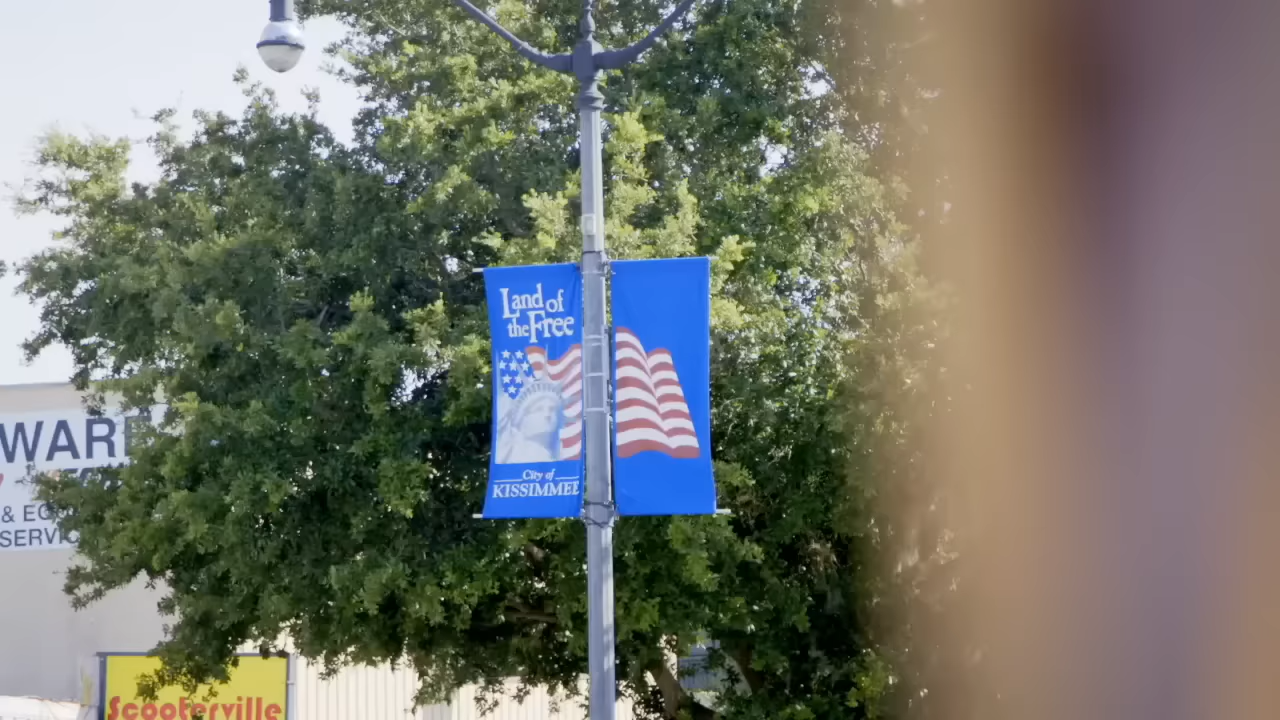 Land of
the Free
City of
KISSIMMEE
WAR
& EQ
SERVIC
Scooterville